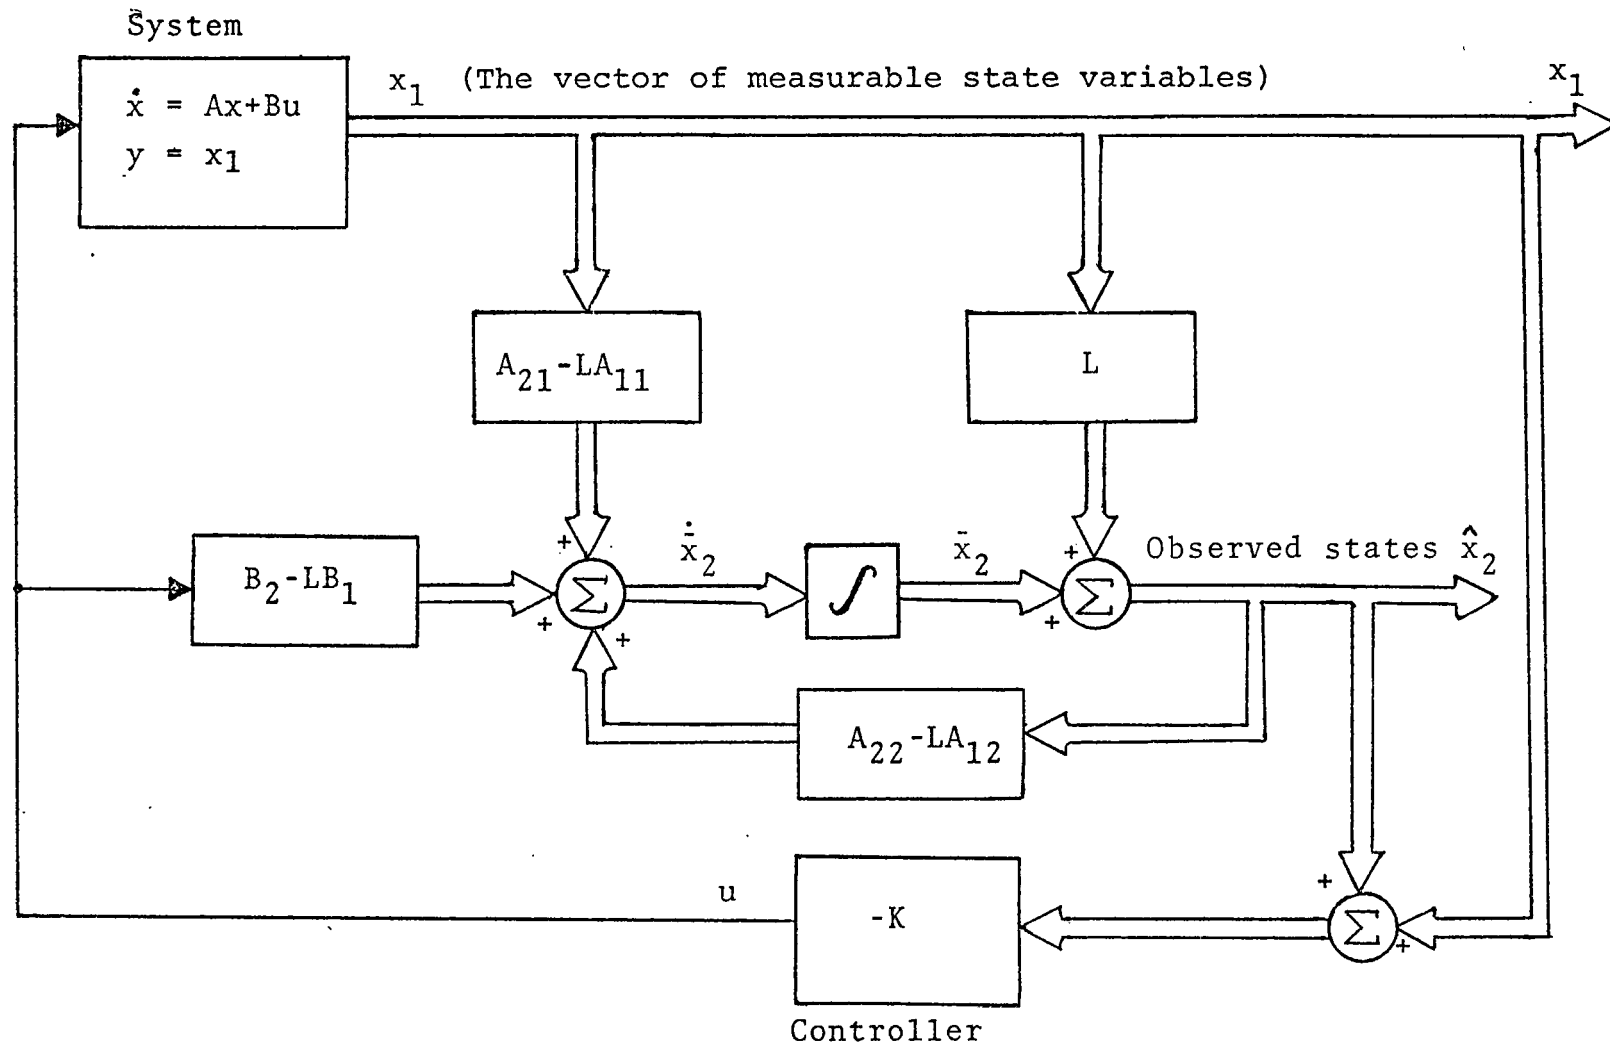 System
ẋ = Ax+Bu
y = x₁
x₁ (The vector of measurable state variables)
x₁
A₂₁-LA₁₁
L
B₂-LB₁
+
+
+
Σ
x̄̇₂
∫
x̄₂
+
+
Σ
Observed states x̂₂
A₂₂-LA₁₂
u
-K
+
+
Σ
Controller